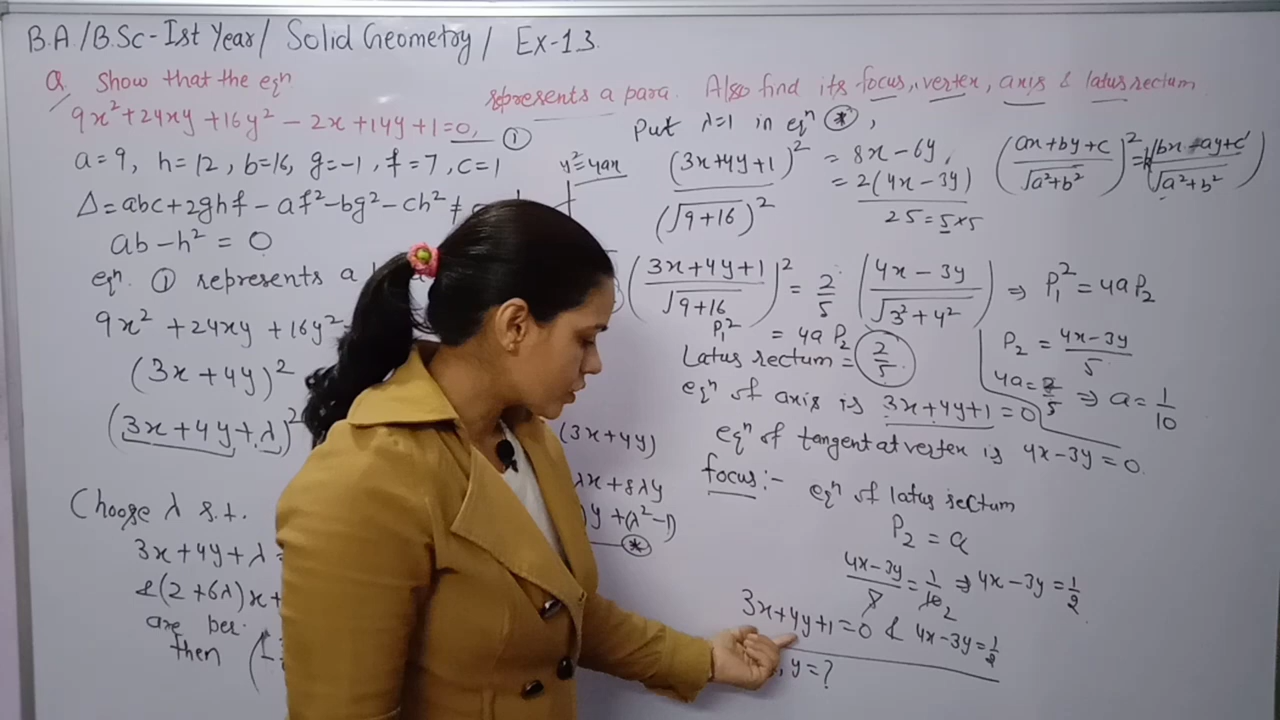 B.A./B.Sc-Ist Year/ Solid Geometry/ Ex-13.
Q. Show that the eqⁿ
9x²+24xy+16y²-2x+14y+1=0, ①
represents a para. Also find its focus, vertex, axis & latus rectum
a=9, h=12, b=16, g=-1, f=7, c=1
Δ=abc+2ghf-af²-bg²-ch²≠
ab-h²=0
eqⁿ. ① represents a
9x²+24xy+16y²
(3x+4y)²
(3x+4y+λ)²
Choose λ s.t.
3x+4y+λ=
&(2+6λ)x+
are per.
then
y²=4ax
(3x+4y)
λx+8λy
y+(λ²-1)
⊛
Put λ=1 in eqⁿ ⊛,
(3x+4y+1)²/(√9+16)² = 8x-6y,
= 2(4x-3y)/25=5×5
((ax+by+c)/√a²+b²)²=k(bx-ay+c'/√a²+b²)
((3x+4y+1)/√9+16)² = 2/5 ((4x-3y)/√3²+4²) ⇒ P₁²=4aP₂
P₁² = 4aP₂
P₂ = (4x-3y)/5
Latus rectum = 2/5
4a=2/5 ⇒ a=1/10
eqⁿ of axis is 3x+4y+1=0
eqⁿ of tangent at vertex is 4x-3y=0.
focus:- eqⁿ of latus rectum
P₂=a
(4x-3y)/5=1/10 2 ⇒ 4x-3y=1/2
3x+4y+1=0 & 4x-3y=1/2
, y=?